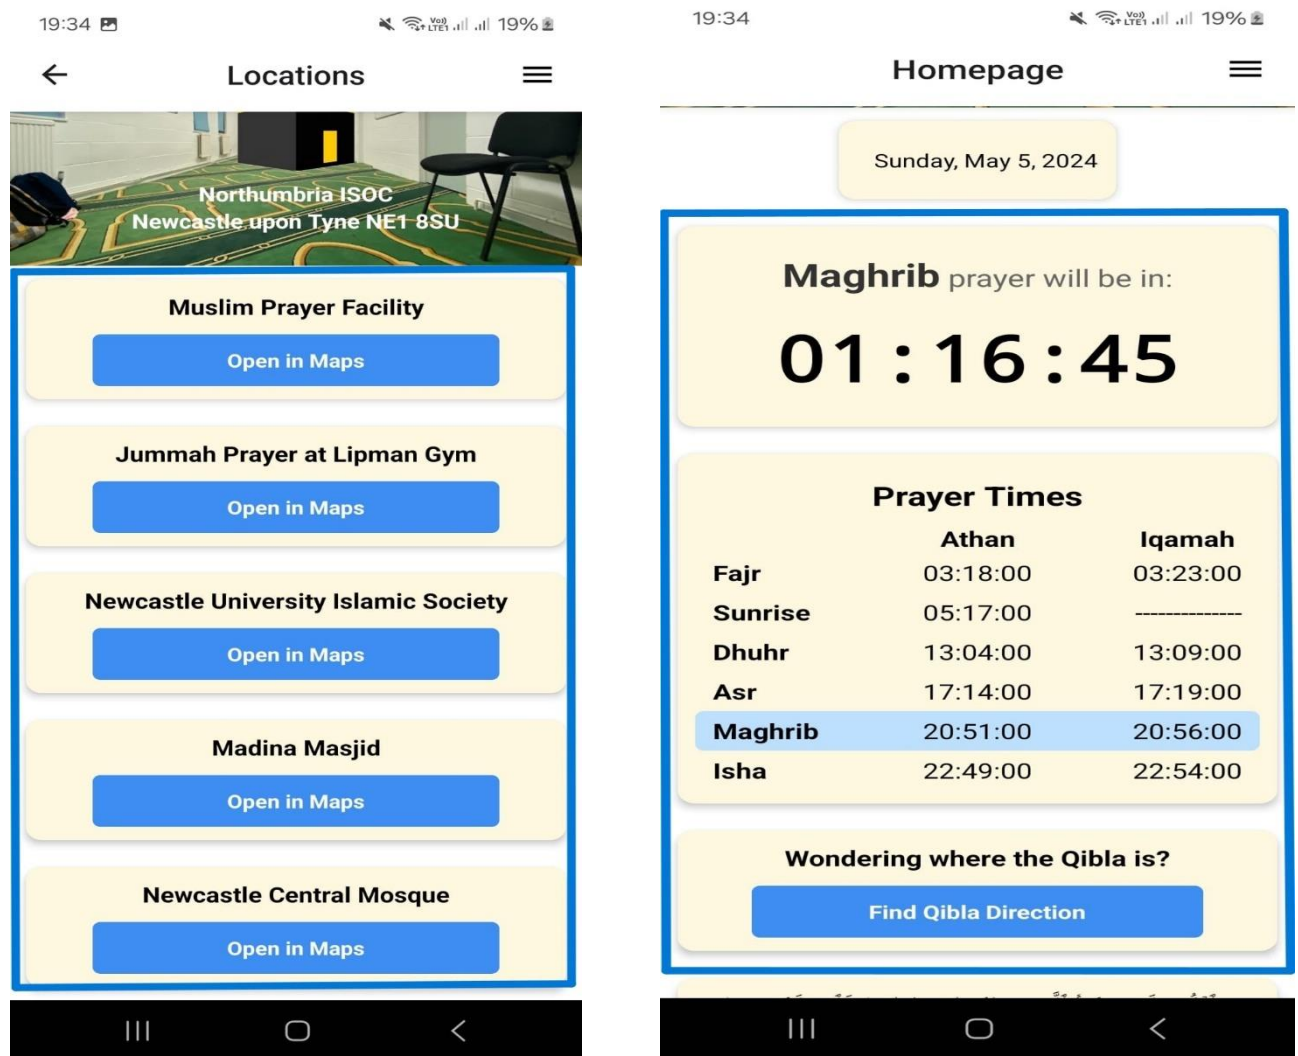 19:34
Vo))
LTE1
19%
Locations
Northumbria ISOC
Newcastle upon Tyne NE1 8SU
Muslim Prayer Facility
Open in Maps
Jummah Prayer at Lipman Gym
Open in Maps
Newcastle University Islamic Society
Open in Maps
Madina Masjid
Open in Maps
Newcastle Central Mosque
Open in Maps
19:34
Vo))
LTE1
19%
Homepage
Sunday, May 5, 2024
Maghrib prayer will be in:
01:16:45
Prayer Times
Athan Iqamah
Fajr 03:18:00 03:23:00
Sunrise 05:17:00 --------------
Dhuhr 13:04:00 13:09:00
Asr 17:14:00 17:19:00
Maghrib 20:51:00 20:56:00
Isha 22:49:00 22:54:00
Wondering where the Qibla is?
Find Qibla Direction